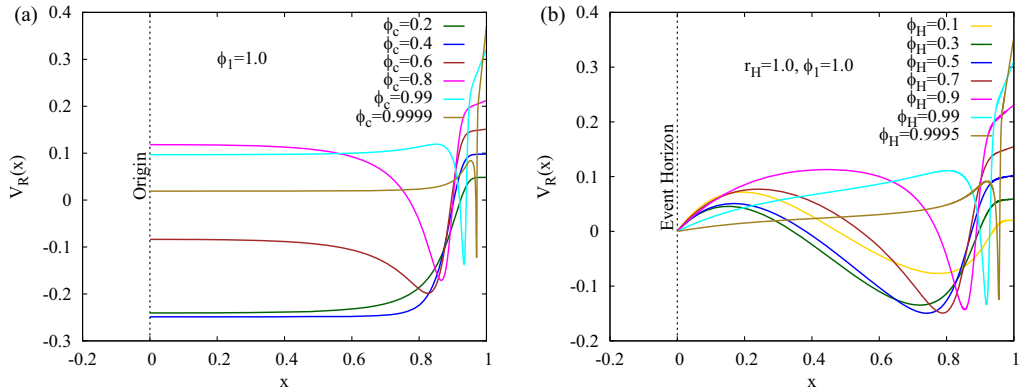 (a)
0.4
0.3
0.2
0.1
0
-0.1
-0.2
-0.3
V_R(x)
-0.2
0
0.2
0.4
0.6
0.8
1
x
Origin
ϕ_1=1.0
ϕ_c=0.2
ϕ_c=0.4
ϕ_c=0.6
ϕ_c=0.8
ϕ_c=0.99
ϕ_c=0.9999
(b)
0.4
0.3
0.2
0.1
0
-0.1
-0.2
V_R(x)
-0.2
0
0.2
0.4
0.6
0.8
1
x
Event Horizon
r_H=1.0, ϕ_1=1.0
ϕ_H=0.1
ϕ_H=0.3
ϕ_H=0.5
ϕ_H=0.7
ϕ_H=0.9
ϕ_H=0.99
ϕ_H=0.9995